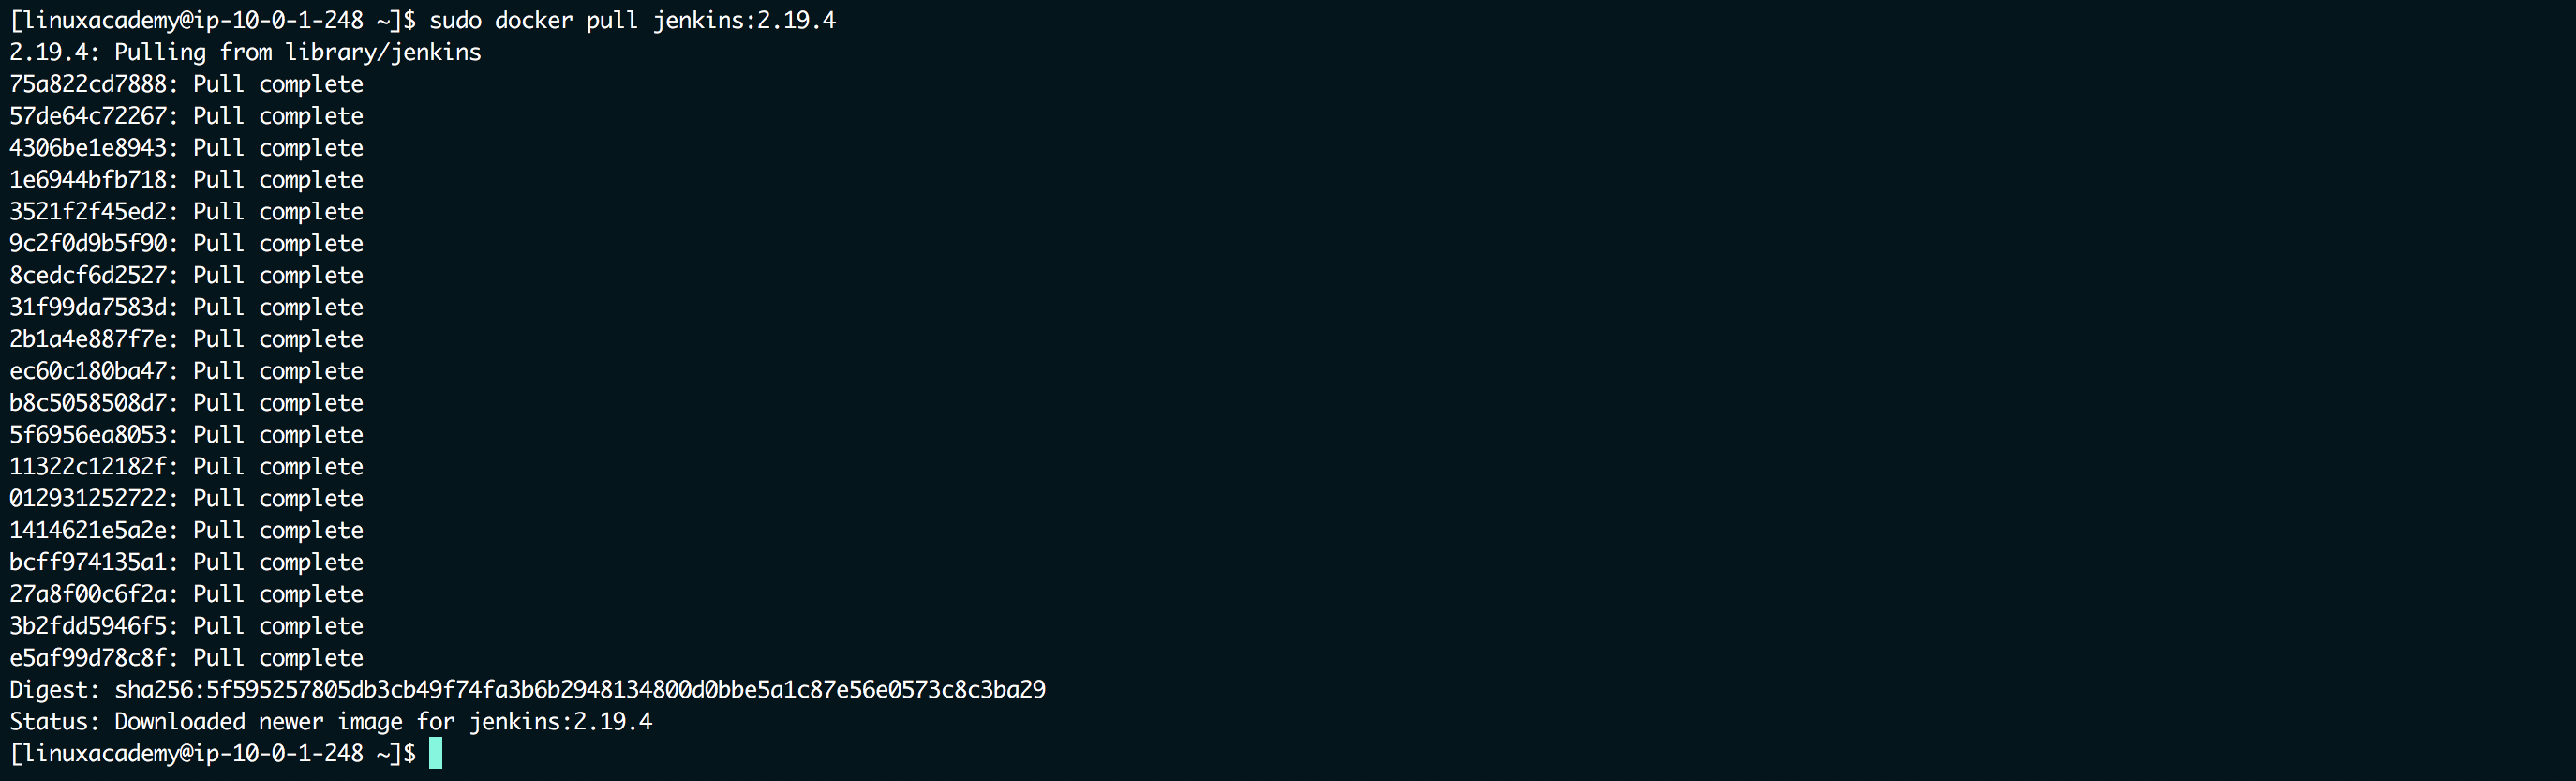 [linuxacademy@ip-10-0-1-248 ~]$ sudo docker pull jenkins:2.19.4
2.19.4: Pulling from library/jenkins
75a822cd7888: Pull complete
57de64c72267: Pull complete
4306be1e8943: Pull complete
1e6944bfb718: Pull complete
3521f2f45ed2: Pull complete
9c2f0d9b5f90: Pull complete
8cedcf6d2527: Pull complete
31f99da7583d: Pull complete
2b1a4e887f7e: Pull complete
ec60c180ba47: Pull complete
b8c5058508d7: Pull complete
5f6956ea8053: Pull complete
11322c12182f: Pull complete
012931252722: Pull complete
1414621e5a2e: Pull complete
bcff974135a1: Pull complete
27a8f00c6f2a: Pull complete
3b2fdd5946f5: Pull complete
e5af99d78c8f: Pull complete
Digest: sha256:5f595257805db3cb49f74fa3b6b2948134800d0bbe5a1c87e56e0573c8c3ba29
Status: Downloaded newer image for jenkins:2.19.4
[linuxacademy@ip-10-0-1-248 ~]$